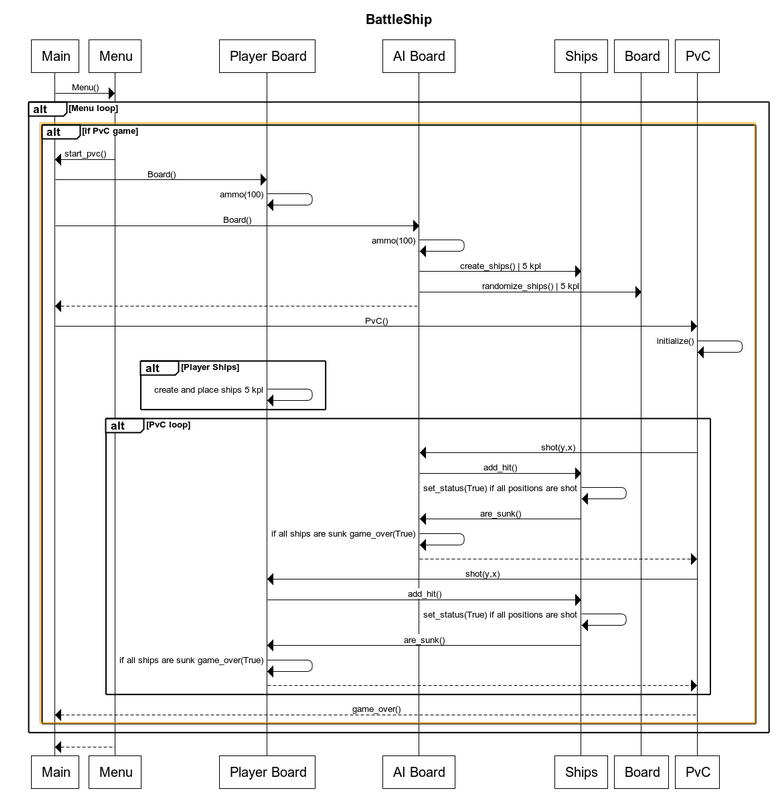 BattleShip
Main Menu Player Board AI Board Ships Board PvC
Menu()
alt [Menu loop]
alt [if PvC game]
start_pvc()
Board()
ammo(100)
Board()
ammo(100)
create_ships() | 5 kpl
randomize_ships() | 5 kpl
PvC()
initialize()
alt [Player Ships]
create and place ships 5 kpl
alt [PvC loop]
shot(y,x)
add_hit()
set_status(True) if all positions are shot
are_sunk()
if all ships are sunk game_over(True)
shot(y,x)
add_hit()
set_status(True) if all positions are shot
are_sunk()
if all ships are sunk game_over(True)
game_over()
Main Menu Player Board AI Board Ships Board PvC